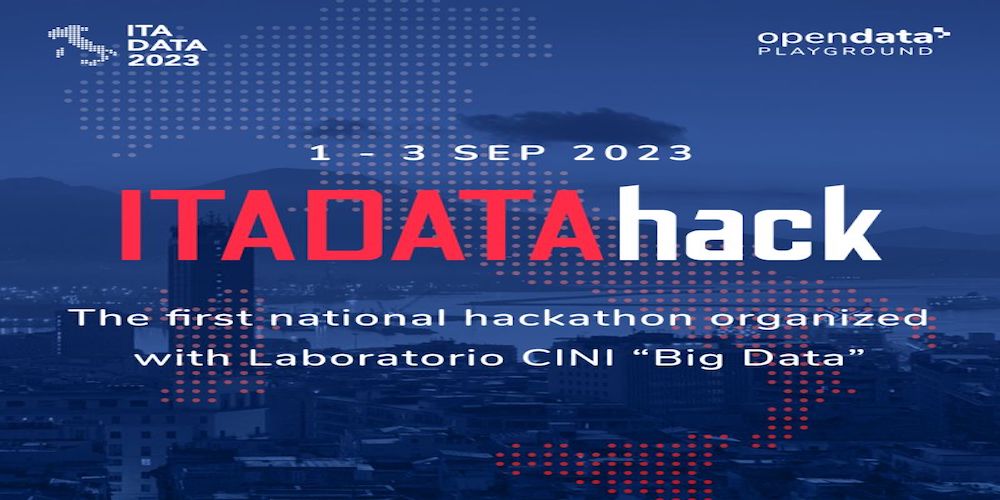 ITA
DATA
2023
opendata
PLAYGROUND
1 - 3 SEP 2023
ITADATAhack
The first national hackathon organized
with Laboratorio CINI “Big Data”